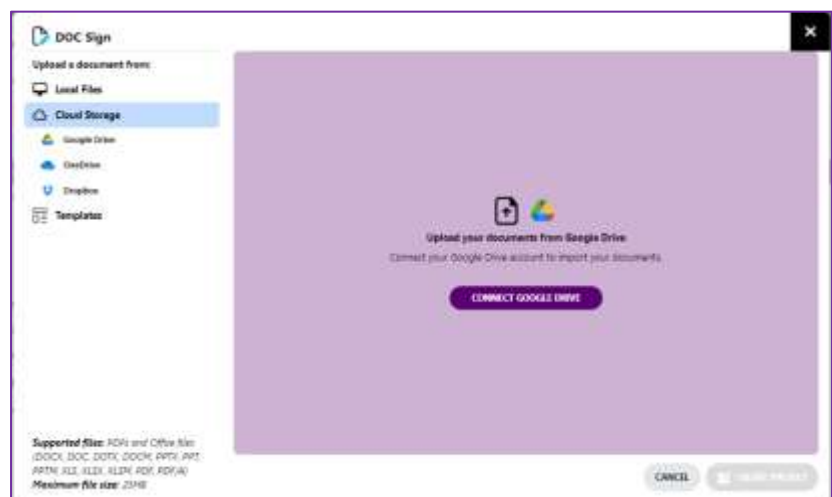 DOC Sign
Upload a document from:
Local Files
Cloud Storage
Google Drive
OneDrive
Dropbox
Templates
Upload your documents from Google Drive
Connect your Google Drive account to import your documents.
CONNECT GOOGLE DRIVE
Supported files: PDFs and Office files
(DOCX, DOC, DOTX, DOCM, PPTX, PPT,
PPTM, XLS, XLSX, XLSM, PDF, PDF/A)
Maximum file size: 25MB
CANCEL